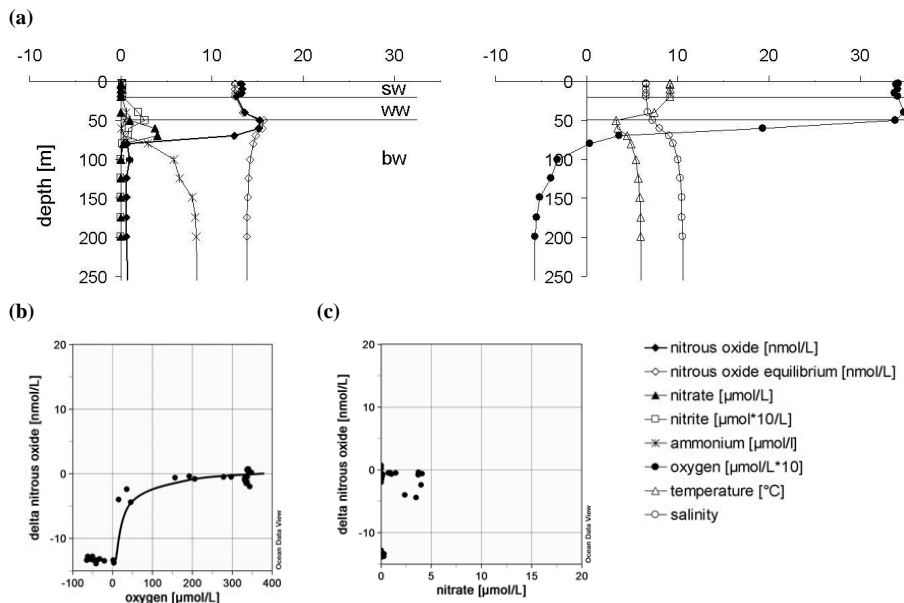 (a)
-10 0 10 20 30
-10 0 10 20 30
0
50
100
150
200
250
depth [m]
sw
ww
bw
0
50
100
150
200
250
(b)
20
10
0
-10
delta nitrous oxide [nmol/L]
-100 0 100 200 300 400
oxygen [µmol/L]
Ocean Data View
(c)
20
10
0
-10
delta nitrous oxide [nmol/L]
0 5 10 15 20
nitrate [µmol/L]
Ocean Data View
nitrous oxide [nmol/L]
nitrous oxide equilibrium [nmol/L]
nitrate [µmol/L]
nitrite [µmol*10/L]
ammonium [µmol/l]
oxygen [µmol/L*10]
temperature [°C]
salinity